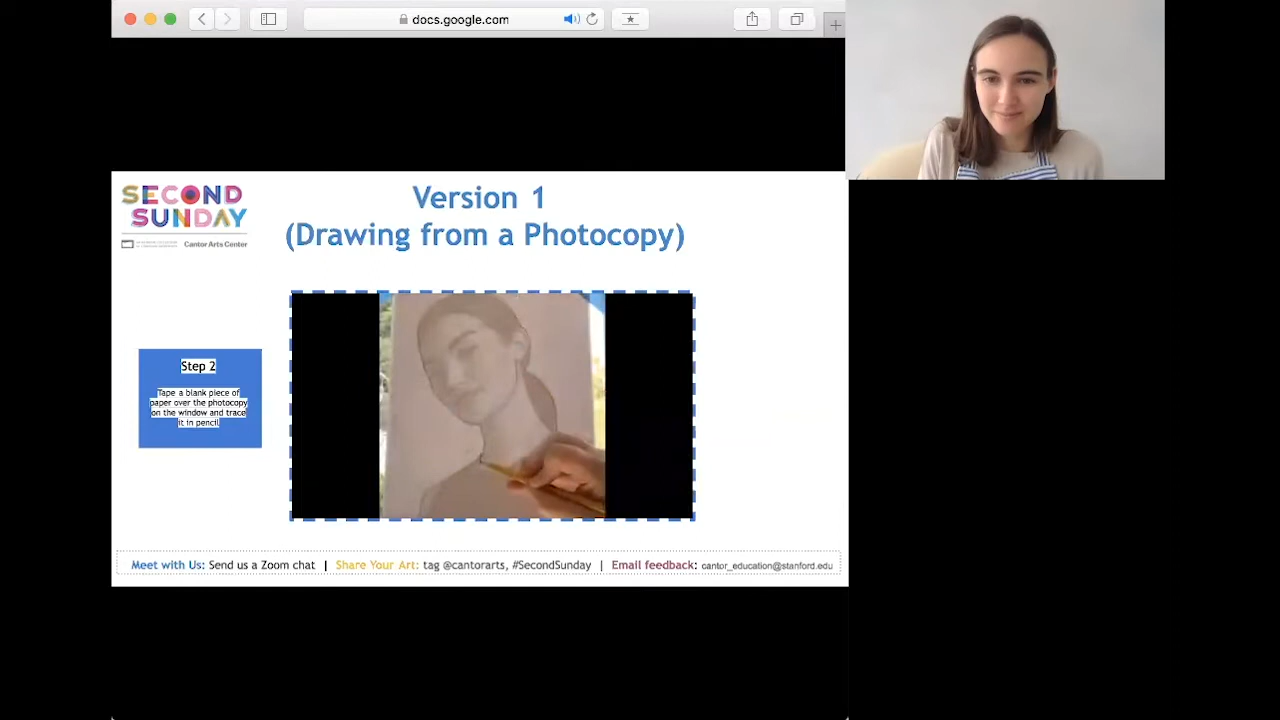 docs.google.com
SECOND
SUNDAY
Cantor Arts Center
Version 1
(Drawing from a Photocopy)
Step 2
Tape a blank piece of
paper over the photocopy
on the window and trace
it in pencil
Meet with Us: Send us a Zoom chat | Share Your Art: tag @cantorarts, #SecondSunday | Email feedback: cantor_education@stanford.edu